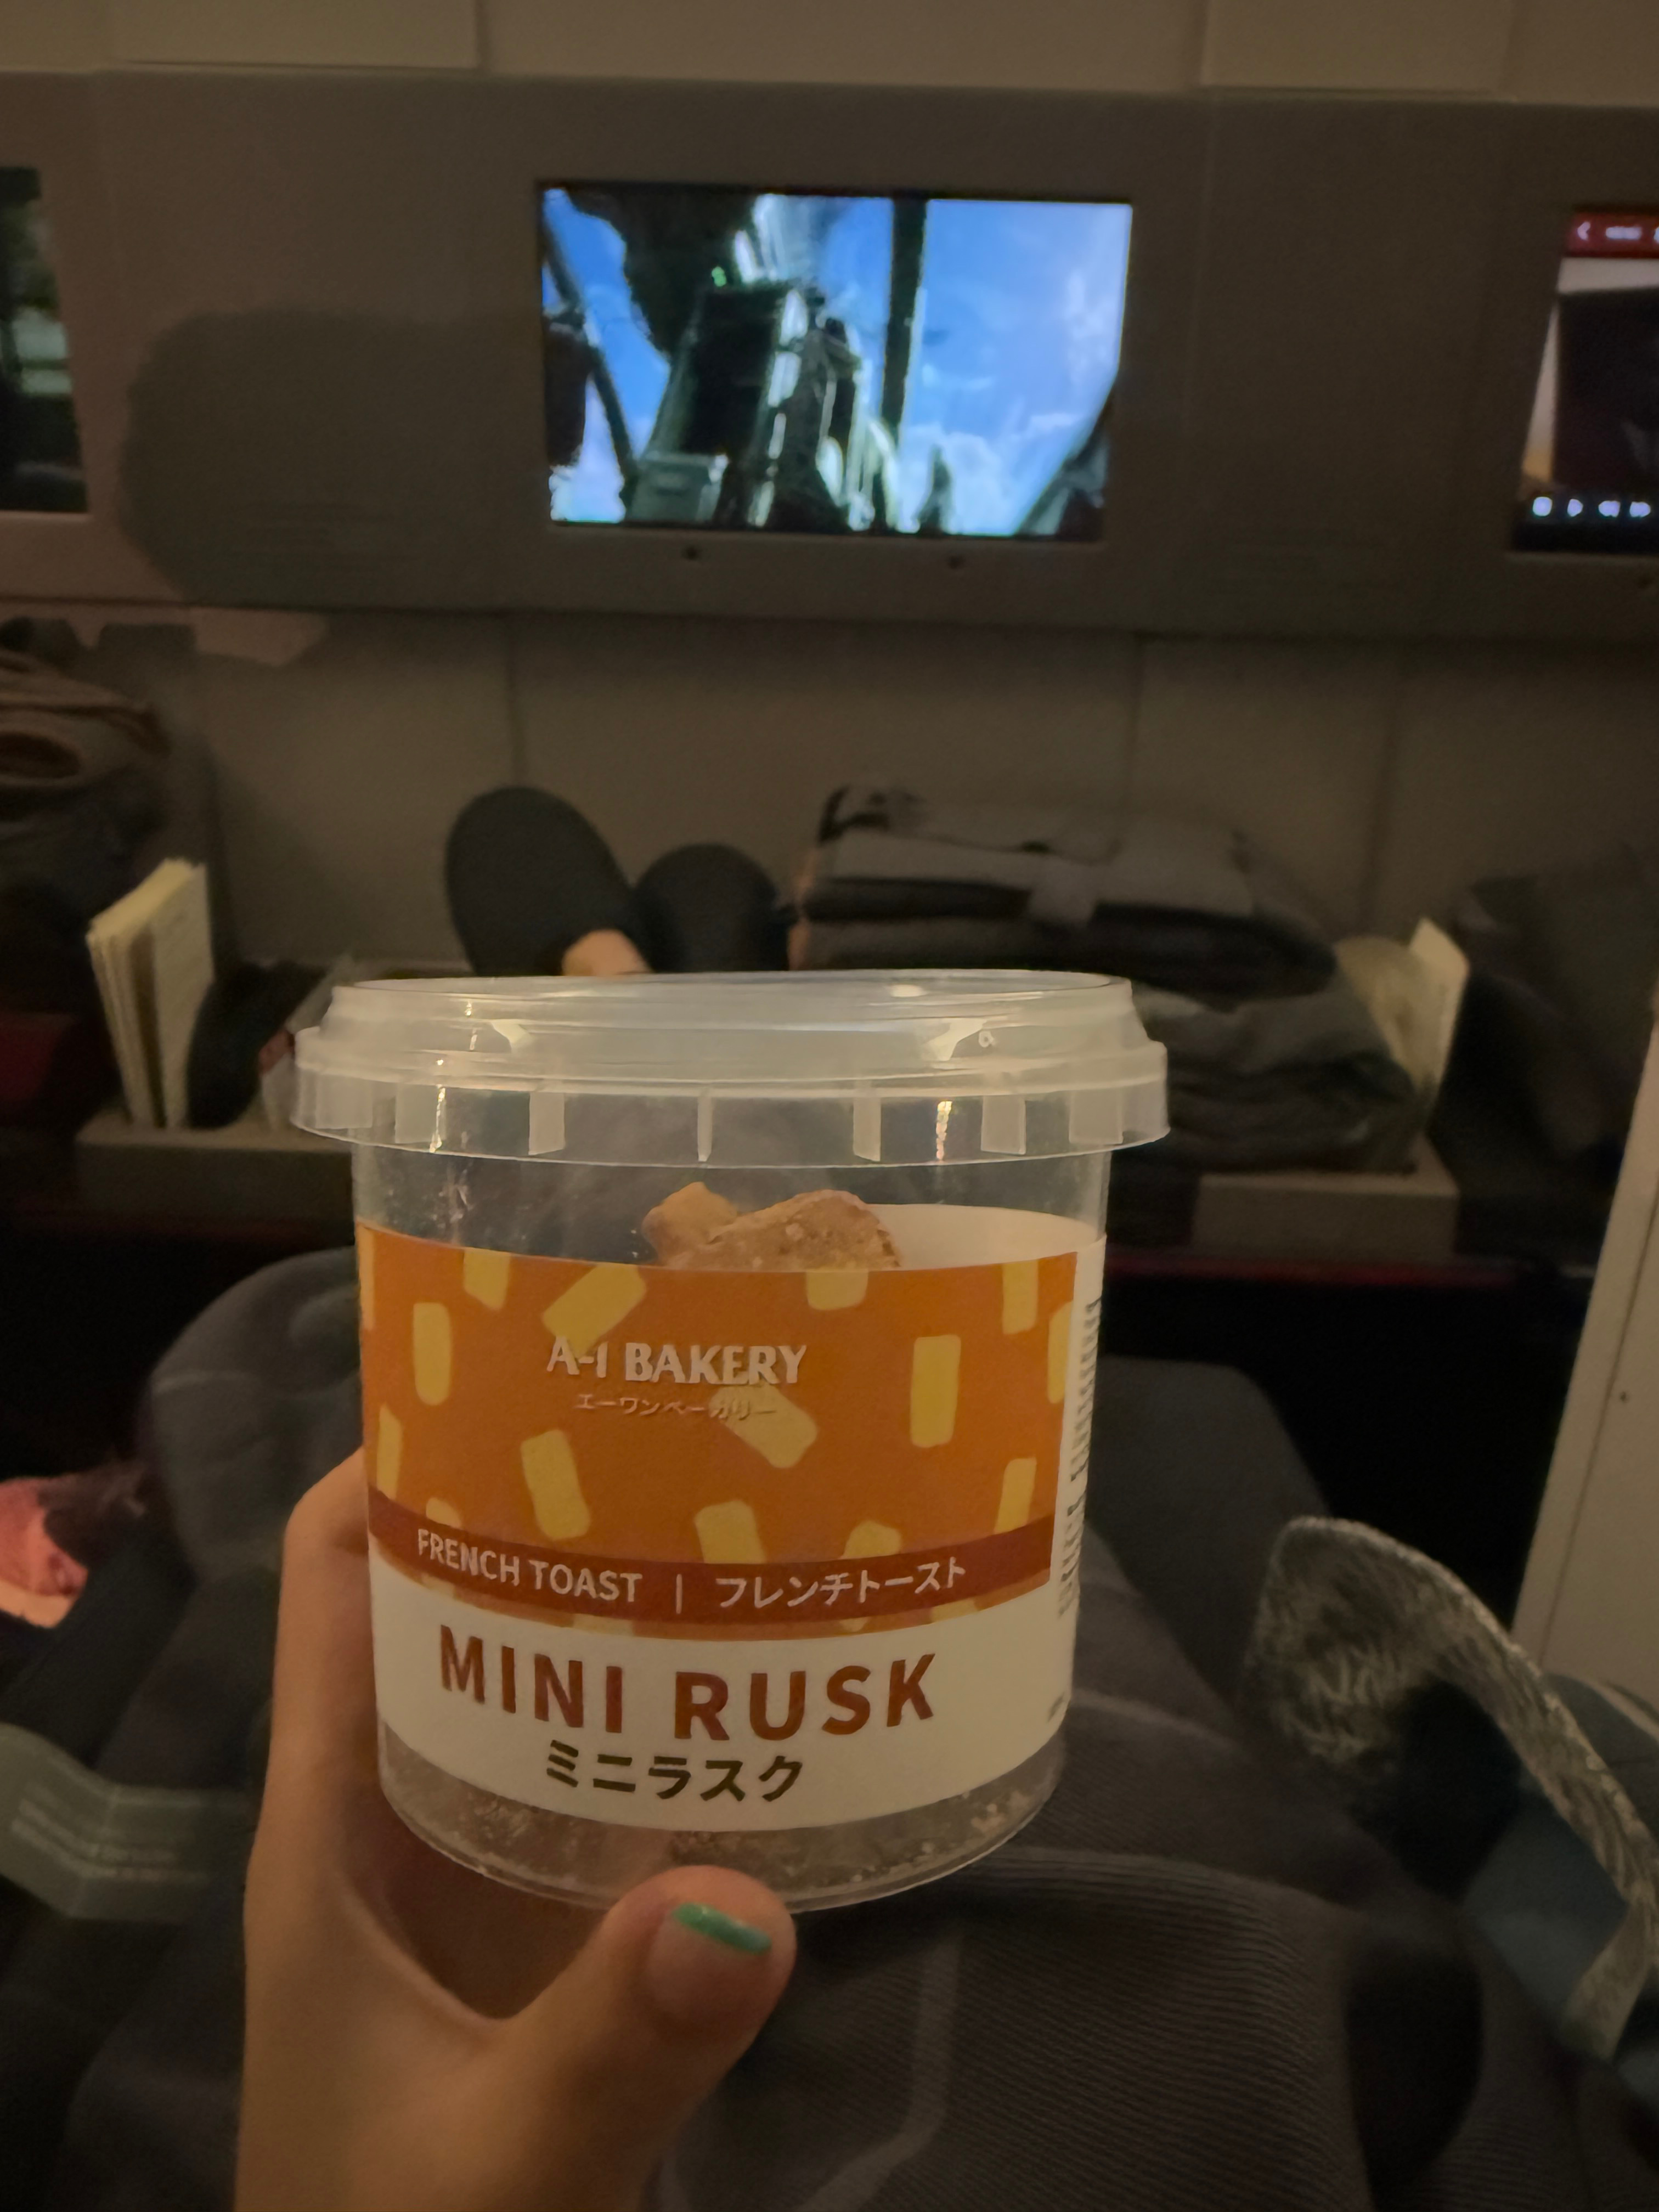 A-1 BAKERY
エーワンベーカリー
FRENCH TOAST | フレンチトースト
MINI RUSK
ミニラスク